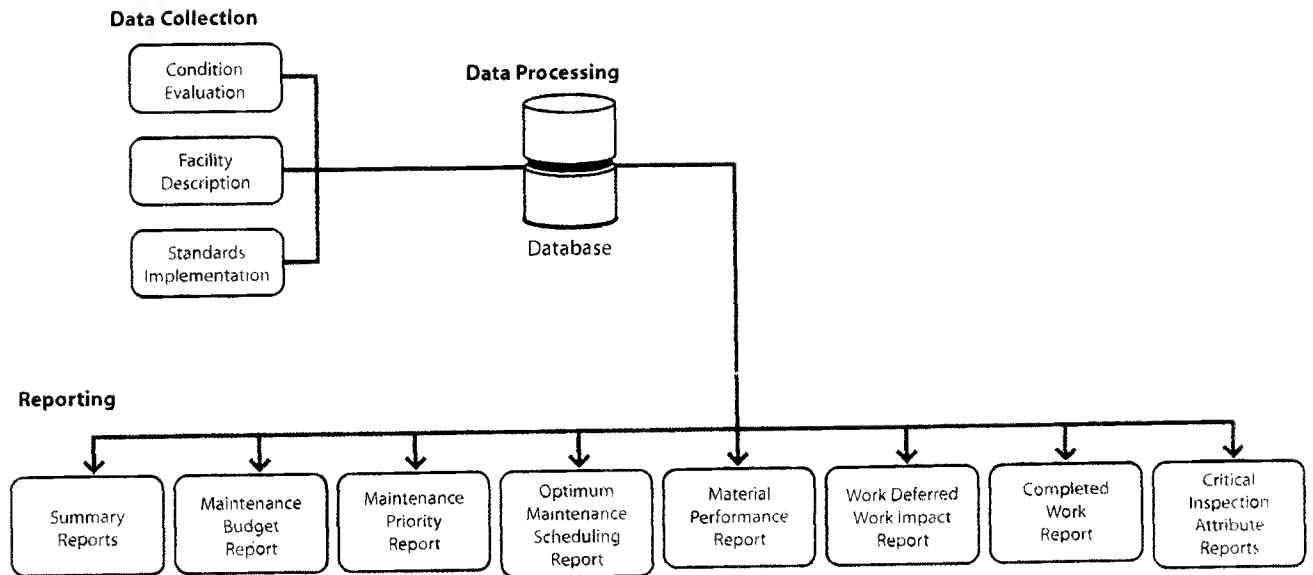 Data Collection
Condition
Evaluation
Facility
Description
Standards
Implementation
Data Processing
Database
Reporting
Summary
Reports
Maintenance
Budget
Report
Maintenance
Priority
Report
Optimum
Maintenance
Scheduling
Report
Material
Performance
Report
Work Deferred
Work Impact
Report
Completed
Work
Report
Critical
Inspection
Attribute
Reports